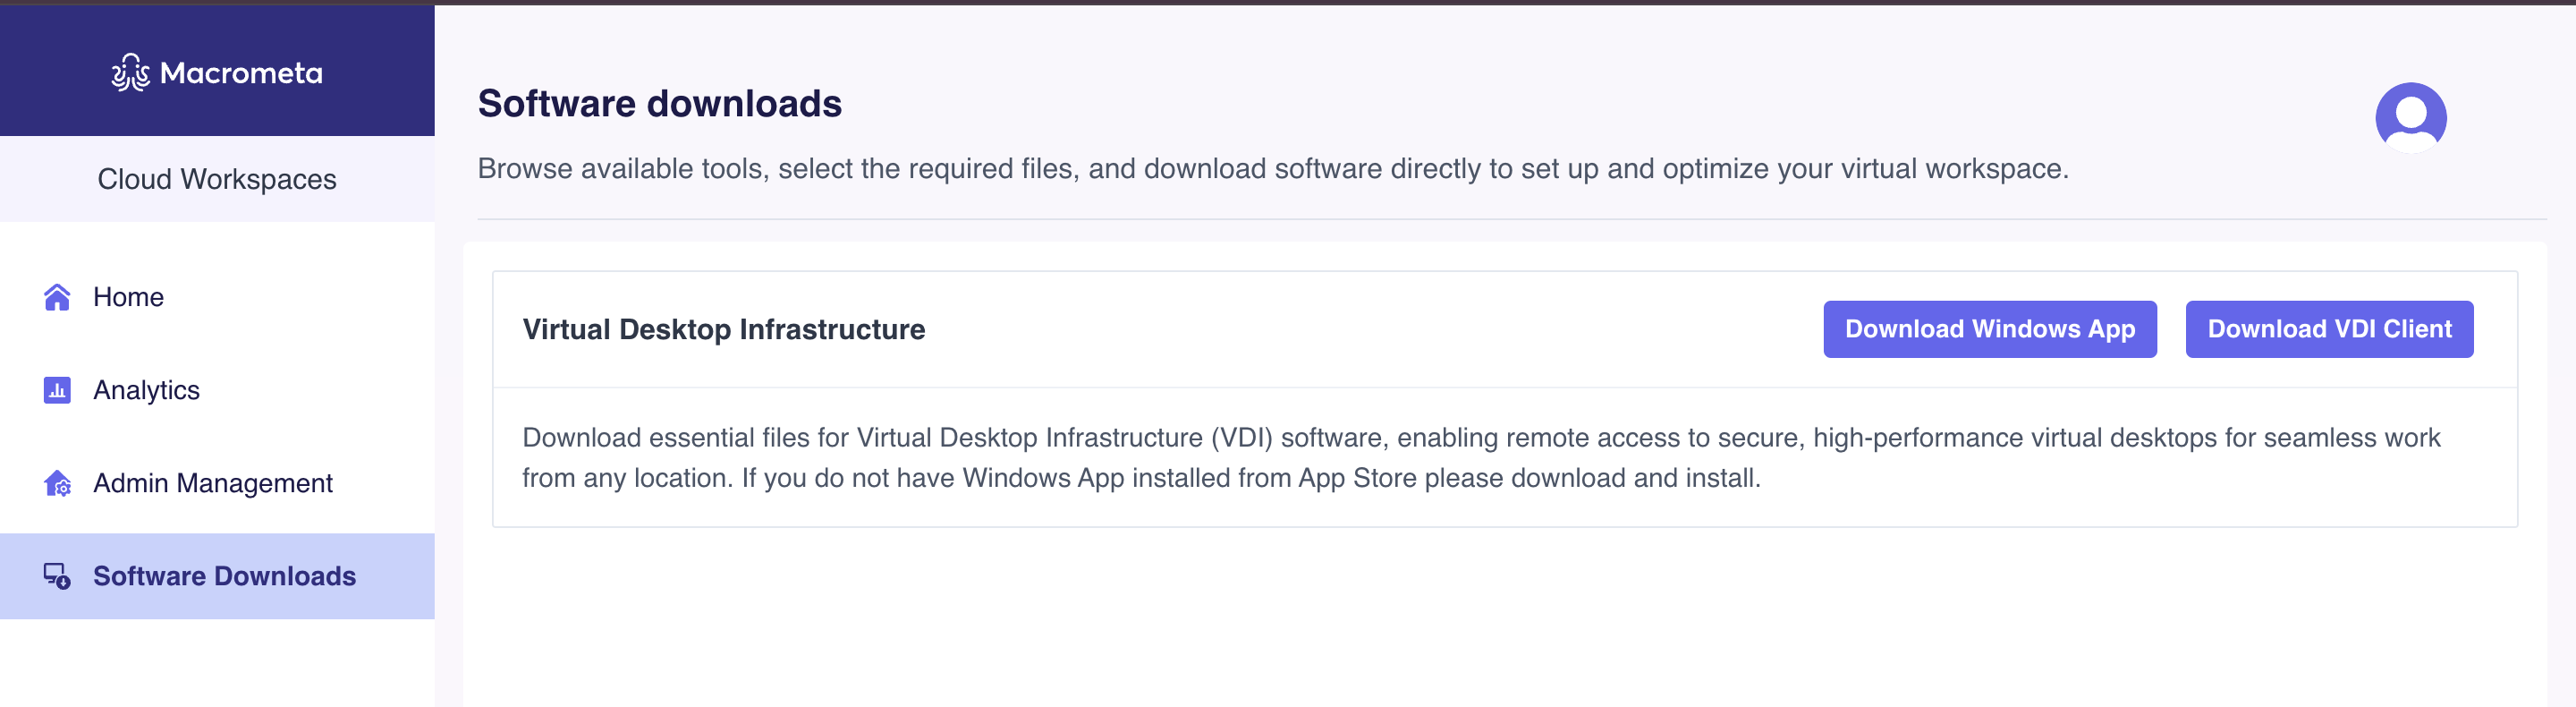 Macrometa
Cloud Workspaces
Home
Analytics
Admin Management
Software Downloads
Software downloads
Browse available tools, select the required files, and download software directly to set up and optimize your virtual workspace.
Virtual Desktop Infrastructure
Download Windows App
Download VDI Client
Download essential files for Virtual Desktop Infrastructure (VDI) software, enabling remote access to secure, high-performance virtual desktops for seamless work
from any location. If you do not have Windows App installed from App Store please download and install.